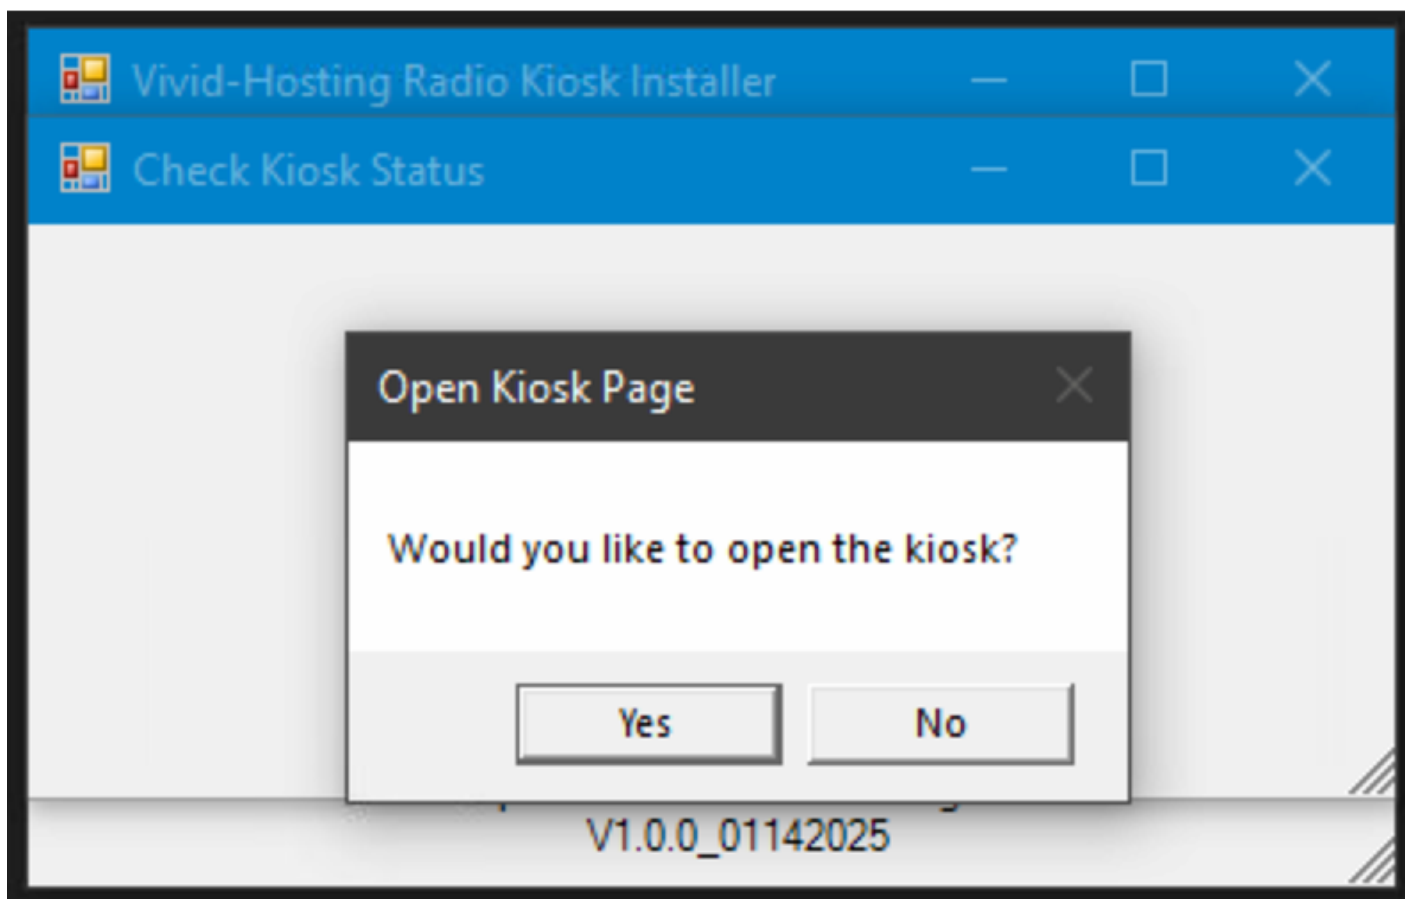 Vivid-Hosting Radio Kiosk Installer
Check Kiosk Status
Open Kiosk Page
Would you like to open the kiosk?
Yes
No
V1.0.0_01142025